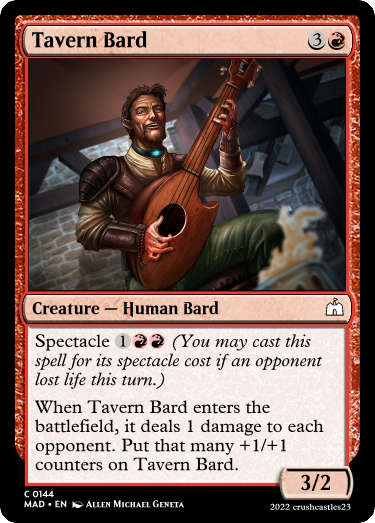 Tavern Bard 3
Creature — Human Bard
Spectacle 1 (You may cast this
spell for its spectacle cost if an opponent
lost life this turn.)
When Tavern Bard enters the
battlefield, it deals 1 damage to each
opponent. Put that many +1/+1
counters on Tavern Bard.
3/2
C 0144
MAD • EN Allen Michael Geneta
2022 crushcastles23